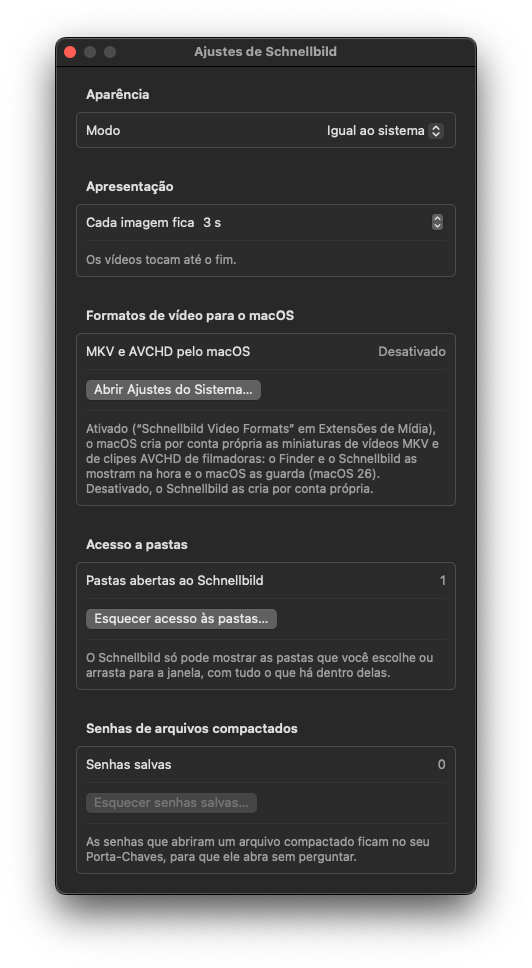 Ajustes de Schnellbild
Aparência
Modo Igual ao sistema
Apresentação
Cada imagem fica 3 s
Os vídeos tocam até o fim.
Formatos de vídeo para o macOS
MKV e AVCHD pelo macOS Desativado
Abrir Ajustes do Sistema...
Ativado (“Schnellbild Video Formats” em Extensões de Mídia),
o macOS cria por conta própria as miniaturas de vídeos MKV e
de clipes AVCHD de filmadoras: o Finder e o Schnellbild as
mostram na hora e o macOS as guarda (macOS 26).
Desativado, o Schnellbild as cria por conta própria.
Acesso a pastas
Pastas abertas ao Schnellbild 1
Esquecer acesso às pastas...
O Schnellbild só pode mostrar as pastas que você escolhe ou
arrasta para a janela, com tudo o que há dentro delas.
Senhas de arquivos compactados
Senhas salvas 0
Esquecer senhas salvas...
As senhas que abriram um arquivo compactado ficam no seu
Porta-Chaves, para que ele abra sem perguntar.